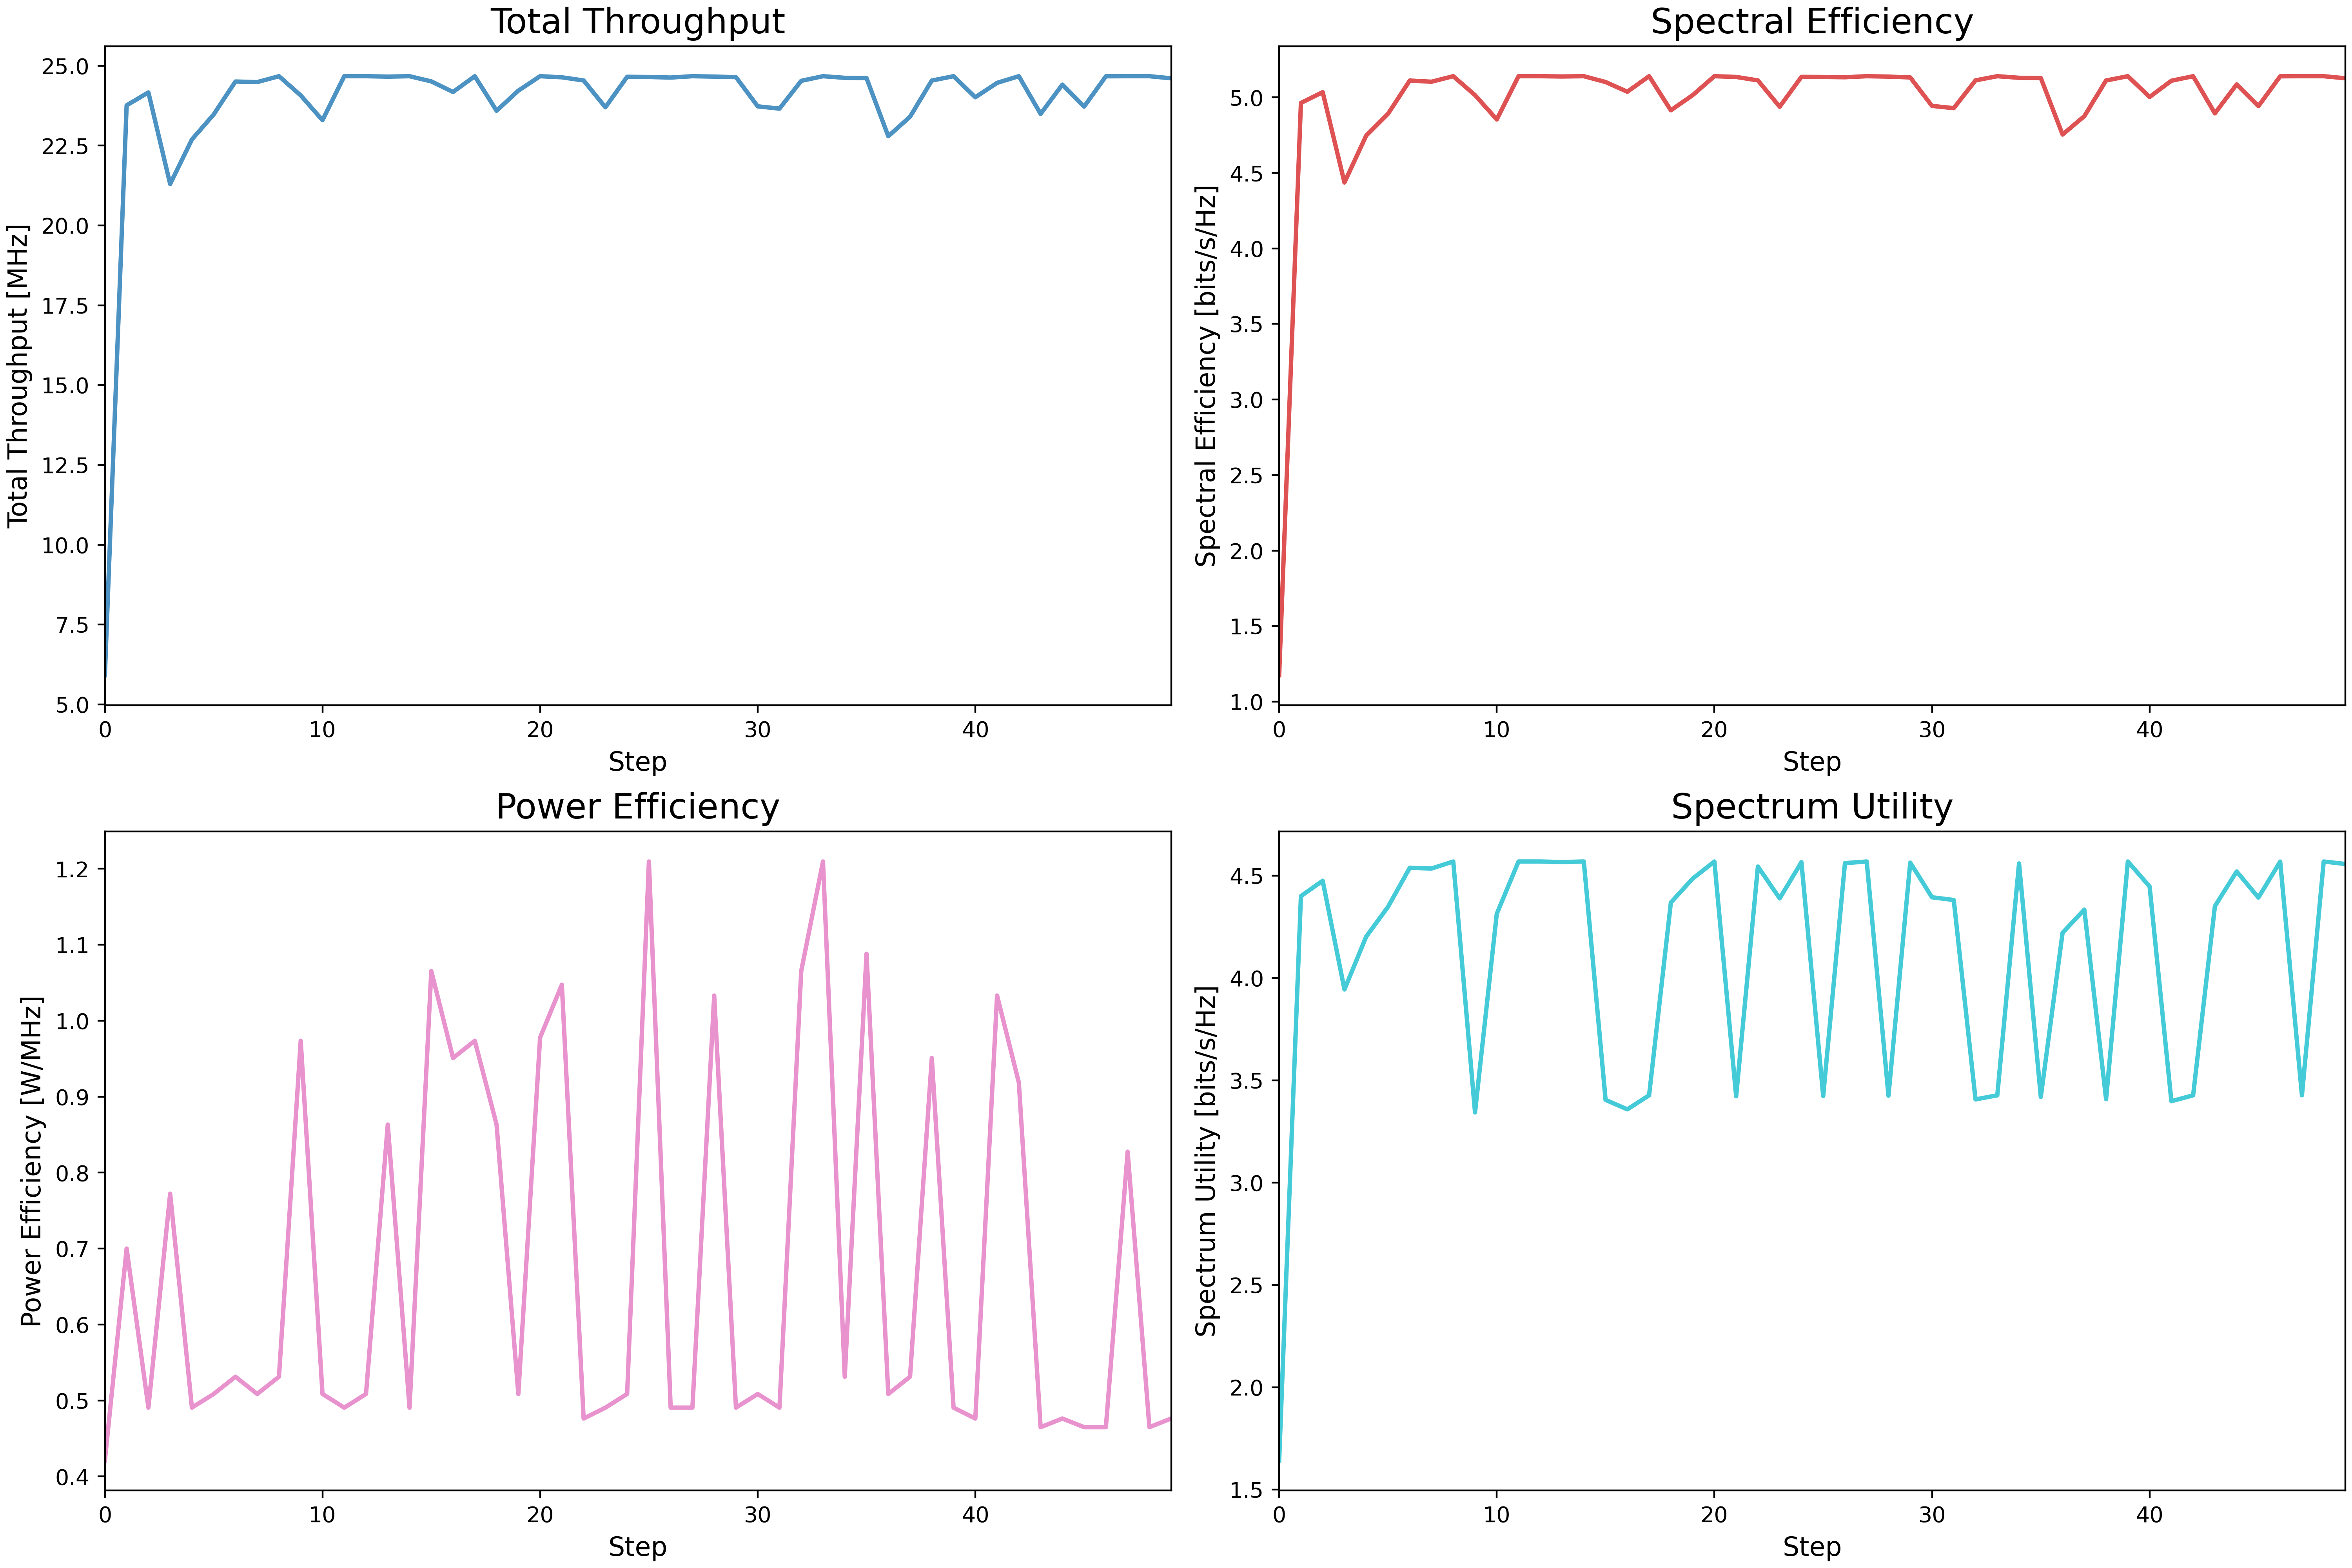 Total Throughput
Total Throughput [MHz]
25.0
22.5
20.0
17.5
15.0
12.5
10.0
7.5
5.0
0 10 20 30 40
Step
Spectral Efficiency
Spectral Efficiency [bits/s/Hz]
5.0
4.5
4.0
3.5
3.0
2.5
2.0
1.5
1.0
0 10 20 30 40
Step
Power Efficiency
Power Efficiency [W/MHz]
1.2
1.1
1.0
0.9
0.8
0.7
0.6
0.5
0.4
0 10 20 30 40
Step
Spectrum Utility
Spectrum Utility [bits/s/Hz]
4.5
4.0
3.5
3.0
2.5
2.0
1.5
0 10 20 30 40
Step